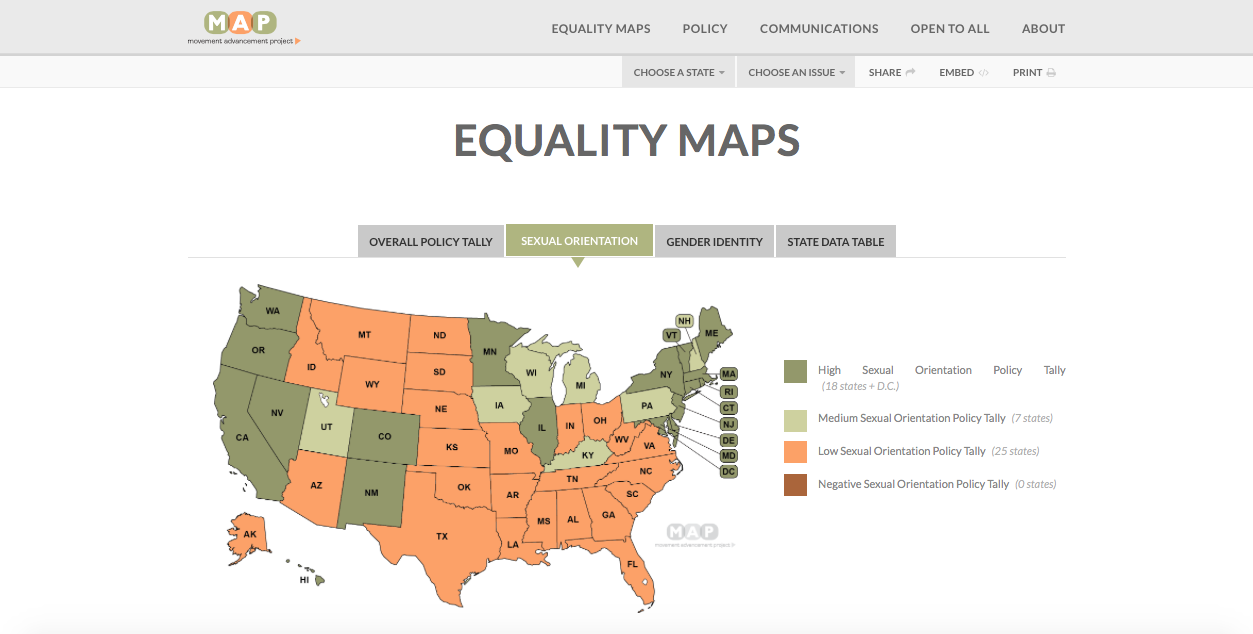 MAP
movement advancement project
EQUALITY MAPS
POLICY
COMMUNICATIONS
OPEN TO ALL
ABOUT
CHOOSE A STATE
CHOOSE AN ISSUE
SHARE
EMBED </>
PRINT
EQUALITY MAPS
OVERALL POLICY TALLY
SEXUAL ORIENTATION
GENDER IDENTITY
STATE DATA TABLE
WA
OR
CA
NV
ID
MT
WY
UT
AZ
CO
NM
ND
SD
NE
KS
OK
TX
MN
IA
MO
AR
LA
WI
IL
MI
IN
OH
KY
TN
MS
AL
GA
FL
SC
NC
VA
WV
PA
NY
VT
NH
ME
MA
RI
CT
NJ
DE
MD
DC
AK
HI
MAP
movement advancement project
High Sexual Orientation Policy Tally
(18 states + D.C.)
Medium Sexual Orientation Policy Tally (7 states)
Low Sexual Orientation Policy Tally (25 states)
Negative Sexual Orientation Policy Tally (0 states)